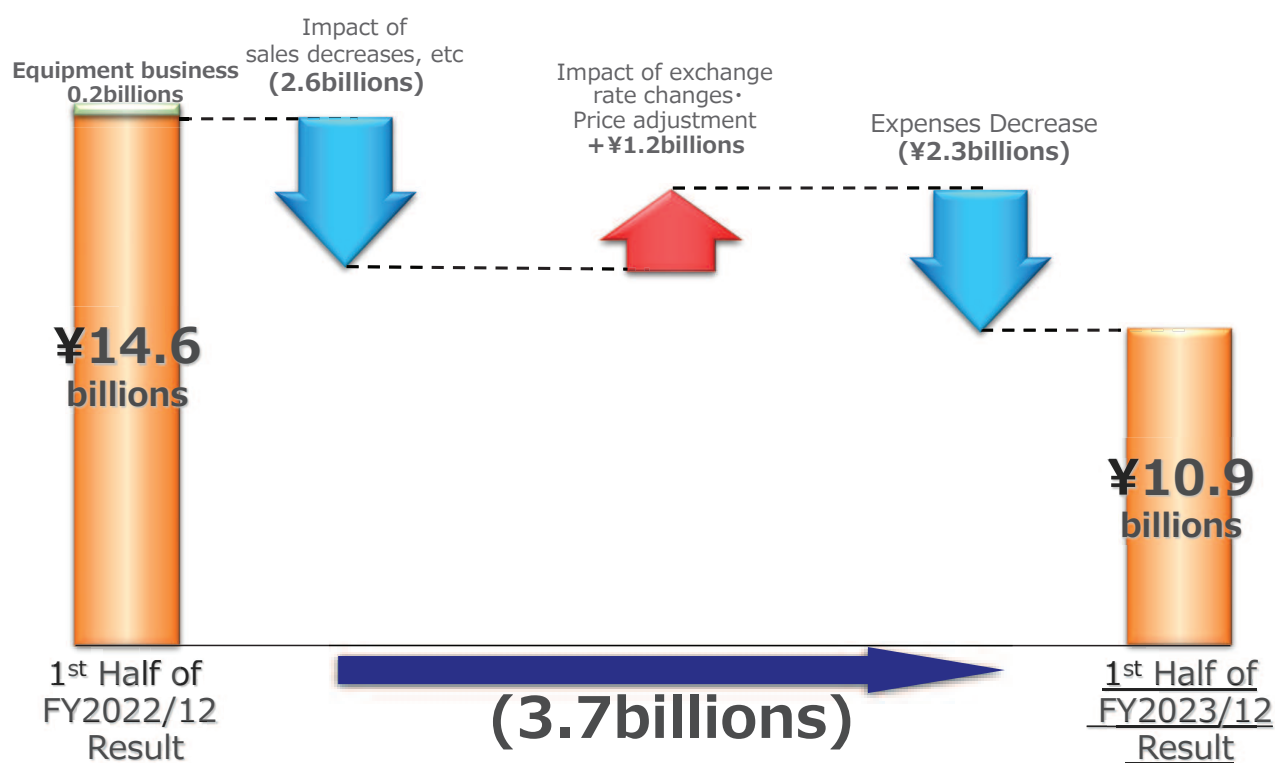 Equipment business
0.2billions
Impact of
sales decreases, etc
(2.6billions)
Impact of exchange
rate changes・
Price adjustment
+¥1.2billions
Expenses Decrease
(¥2.3billions)
¥14.6
billions
¥10.9
billions
1st Half of
FY2022/12
Result
(3.7billions)
1st Half of
FY2023/12
Result